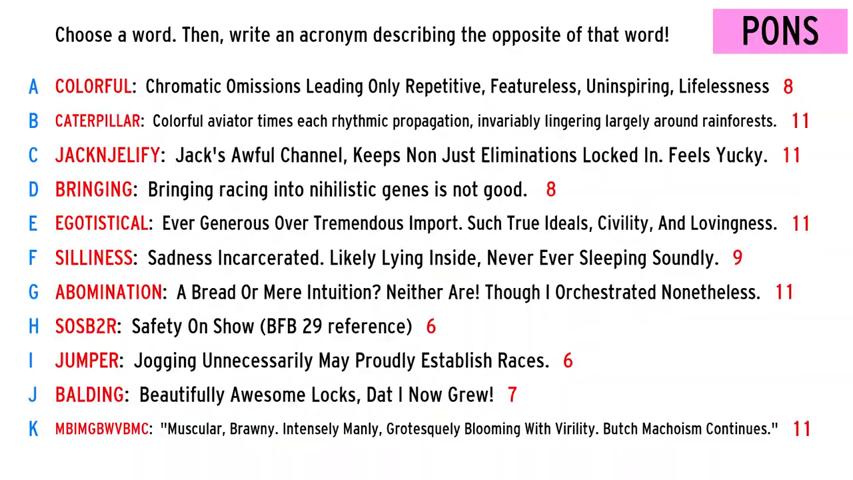 Choose a word. Then, write an acronym describing the opposite of that word!
PONS
A COLORFUL: Chromatic Omissions Leading Only Repetitive, Featureless, Uninspiring, Lifelessness 8
B CATERPILLAR: Colorful aviator times each rhythmic propagation, invariably lingering largely around rainforests. 11
C JACKNJELIFY: Jack's Awful Channel, Keeps Non Just Eliminations Locked In. Feels Yucky. 11
D BRINGING: Bringing racing into nihilistic genes is not good. 8
E EGOTISTICAL: Ever Generous Over Tremendous Import. Such True Ideals, Civility, And Lovingness. 11
F SILLINESS: Sadness Incarcerated. Likely Lying Inside, Never Ever Sleeping Soundly. 9
G ABOMINATION: A Bread Or Mere Intuition? Neither Are! Though I Orchestrated Nonetheless. 11
H SOSB2R: Safety On Show (BFB 29 reference) 6
I JUMPER: Jogging Unnecessarily May Proudly Establish Races. 6
J BALDING: Beautifully Awesome Locks, Dat I Now Grew! 7
K MBIMGBWVBMC: "Muscular, Brawny. Intensely Manly, Grotesquely Blooming With Virility. Butch Machoism Continues." 11